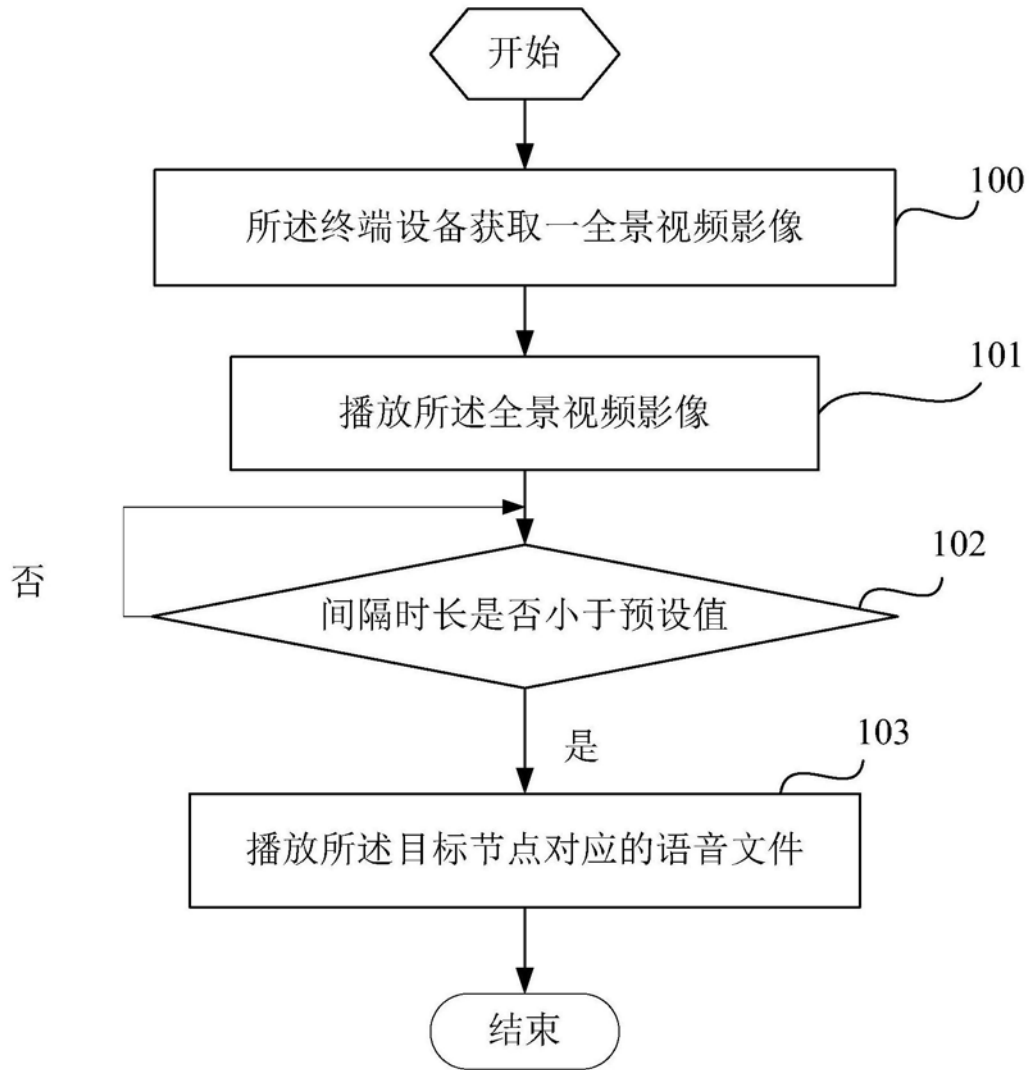 开始
100
所述终端设备获取一全景视频影像
101
播放所述全景视频影像
102
否
间隔时长是否小于预设值
是
103
播放所述目标节点对应的语音文件
结束